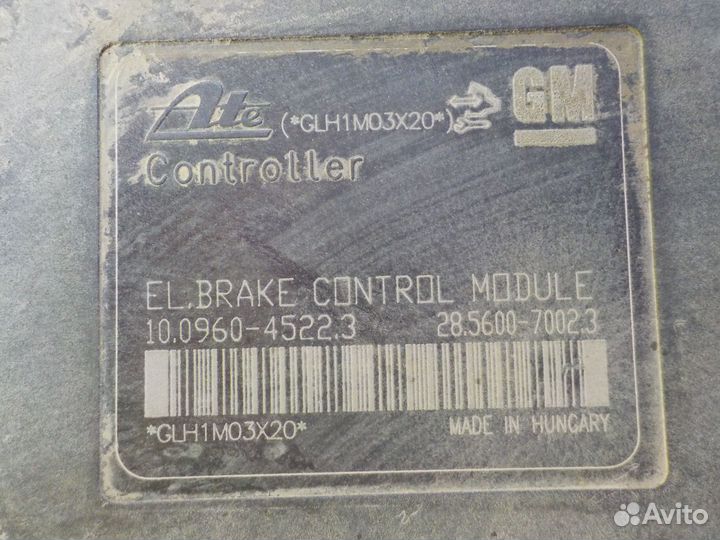 Ate (*GLH1M03X20*) GM
Controller
EL.BRAKE CONTROL MODULE
10.0960-4522.3 28.5600-7002.3
*GLH1M03X20* MADE IN HUNGARY
Avito